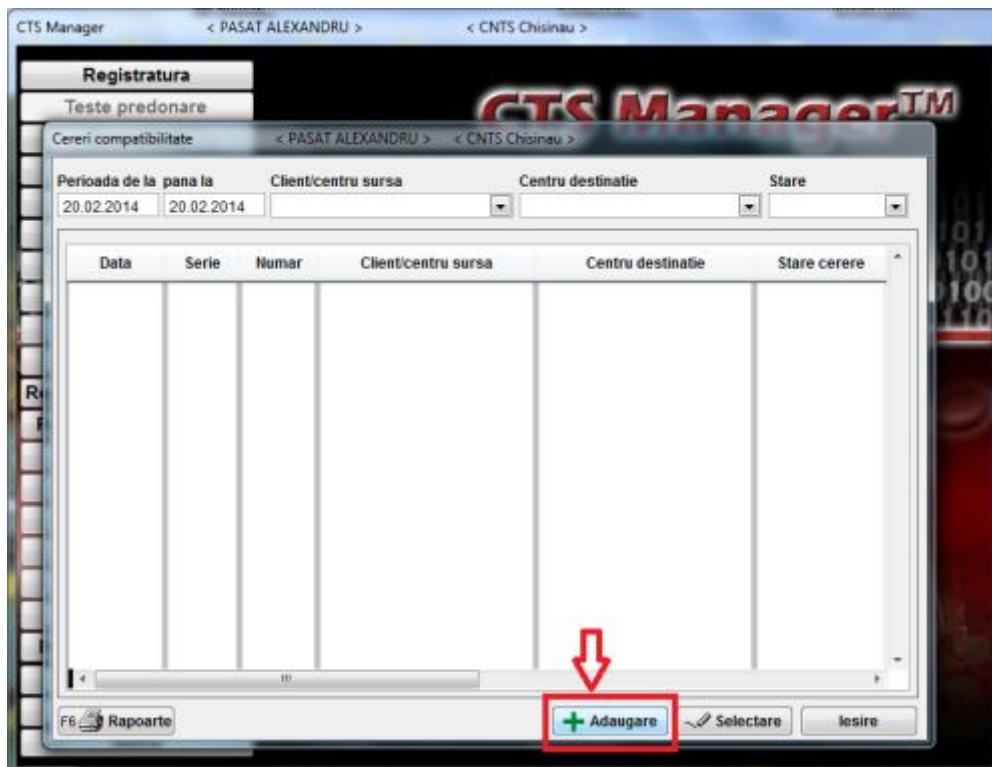 CTS Manager < PASAT ALEXANDRU > < CNTS Chisinau >
Registratura
Teste predonare
CTS Manager™
Cereri compatibilitate < PASAT ALEXANDRU > < CNTS Chisinau >
Perioada de la pana la Client/centru sursa Centru destinatie Stare
20.02.2014 20.02.2014
Data Serie Numar Client/centru sursa Centru destinatie Stare cerere
F6 Rapoarte Adaugare Selectare Iesire